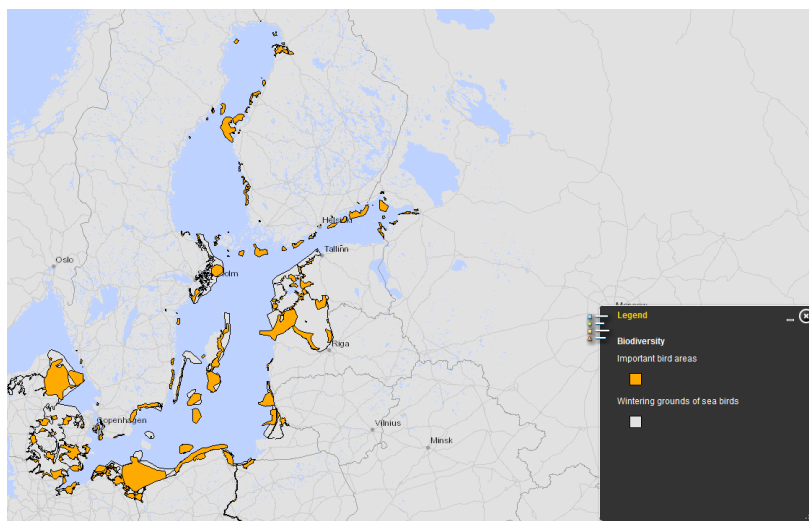 Helsinki
Tallinn
Oslo
Riga
Copenhagen
Vilnius
Minsk
Legend
...
Biodiversity
Important bird areas
Wintering grounds of sea birds